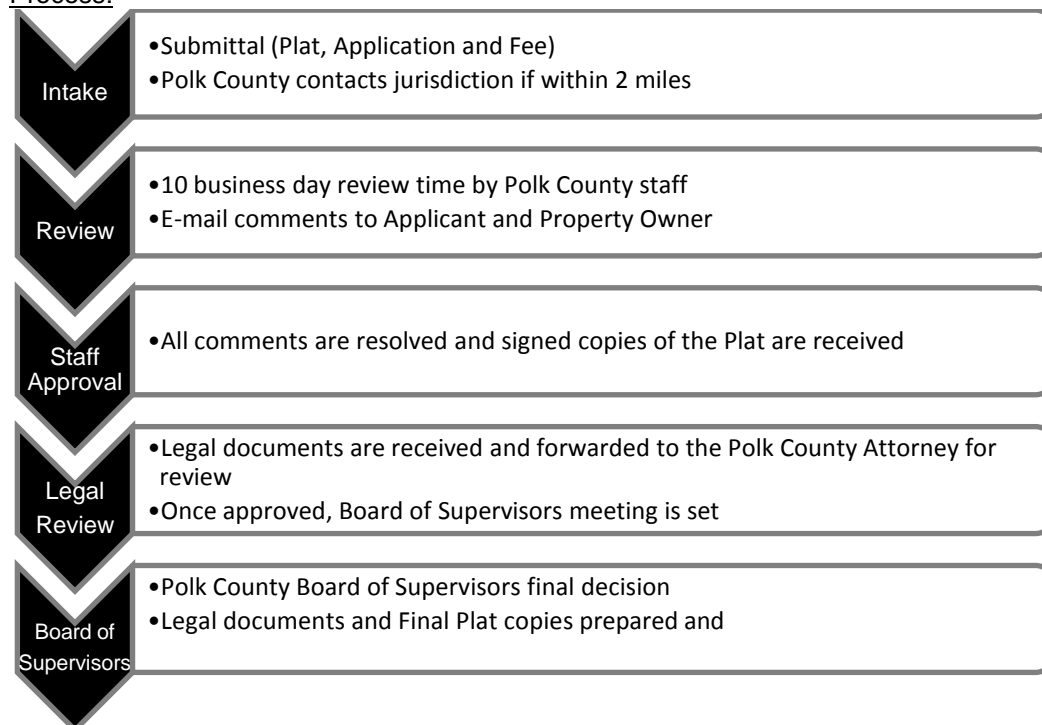 Process:
Intake
•Submittal (Plat, Application and Fee)
•Polk County contacts jurisdiction if within 2 miles
Review
•10 business day review time by Polk County staff
•E-mail comments to Applicant and Property Owner
Staff
Approval
•All comments are resolved and signed copies of the Plat are received
Legal
Review
•Legal documents are received and forwarded to the Polk County Attorney for
review
•Once approved, Board of Supervisors meeting is set
Board of
Supervisors
•Polk County Board of Supervisors final decision
•Legal documents and Final Plat copies prepared and